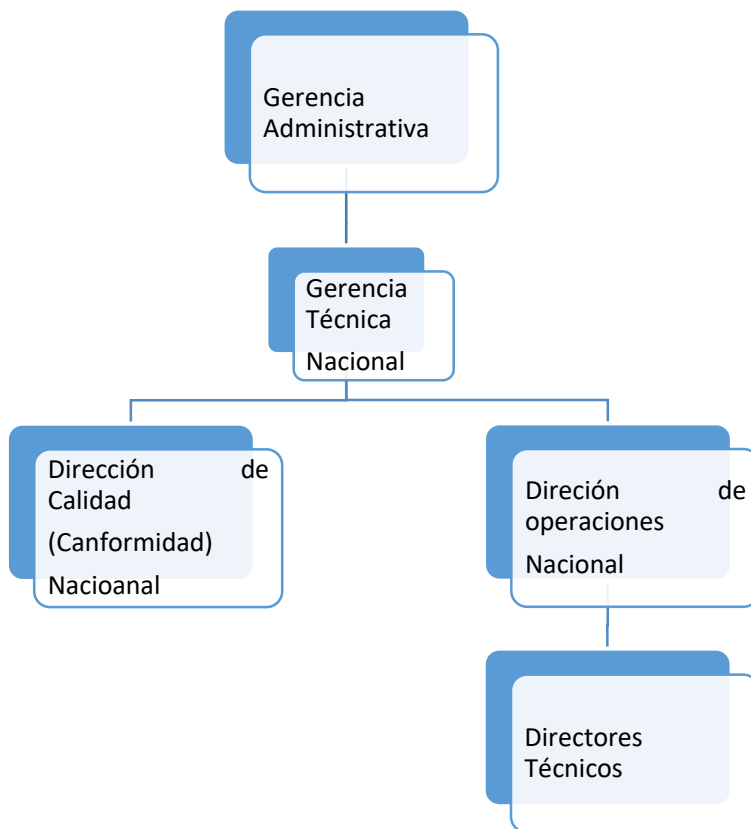 Gerencia
Administrativa
Gerencia
Técnica
Nacional
Dirección de
Calidad
(Canformidad)
Nacioanal
Direción de
operaciones
Nacional
Directores
Técnicos